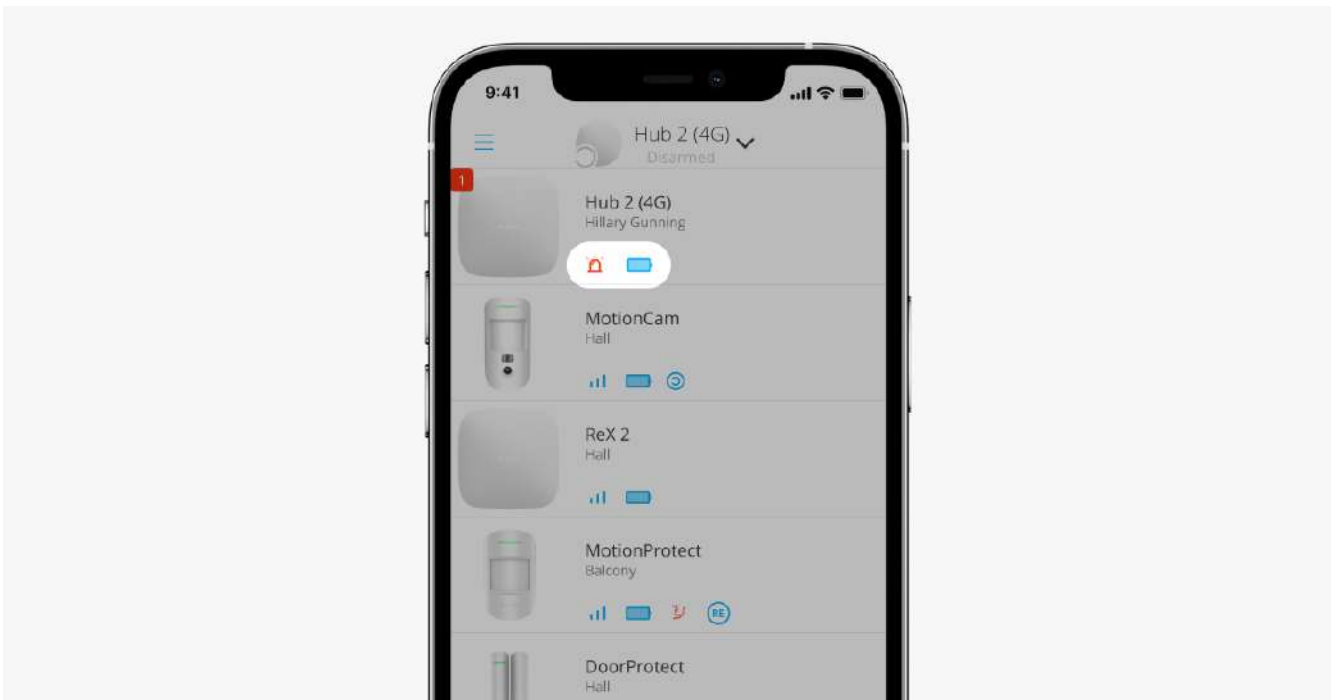 9:41
Hub 2 (4G)
Disarmed
1
Hub 2 (4G)
Hillary Gunning
MotionCam
Hall
ReX 2
Hall
MotionProtect
Balcony
RE
DoorProtect
Hall